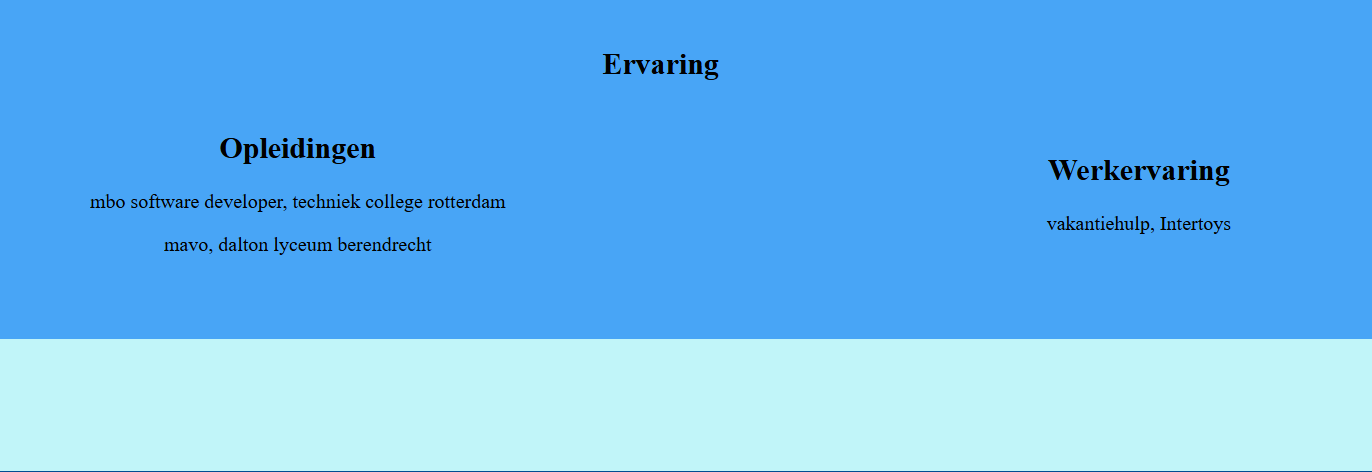 Ervaring
Opleidingen
mbo software developer, techniek college rotterdam
mavo, dalton lyceum berendrecht
Werkervaring
vakantiehulp, Intertoys